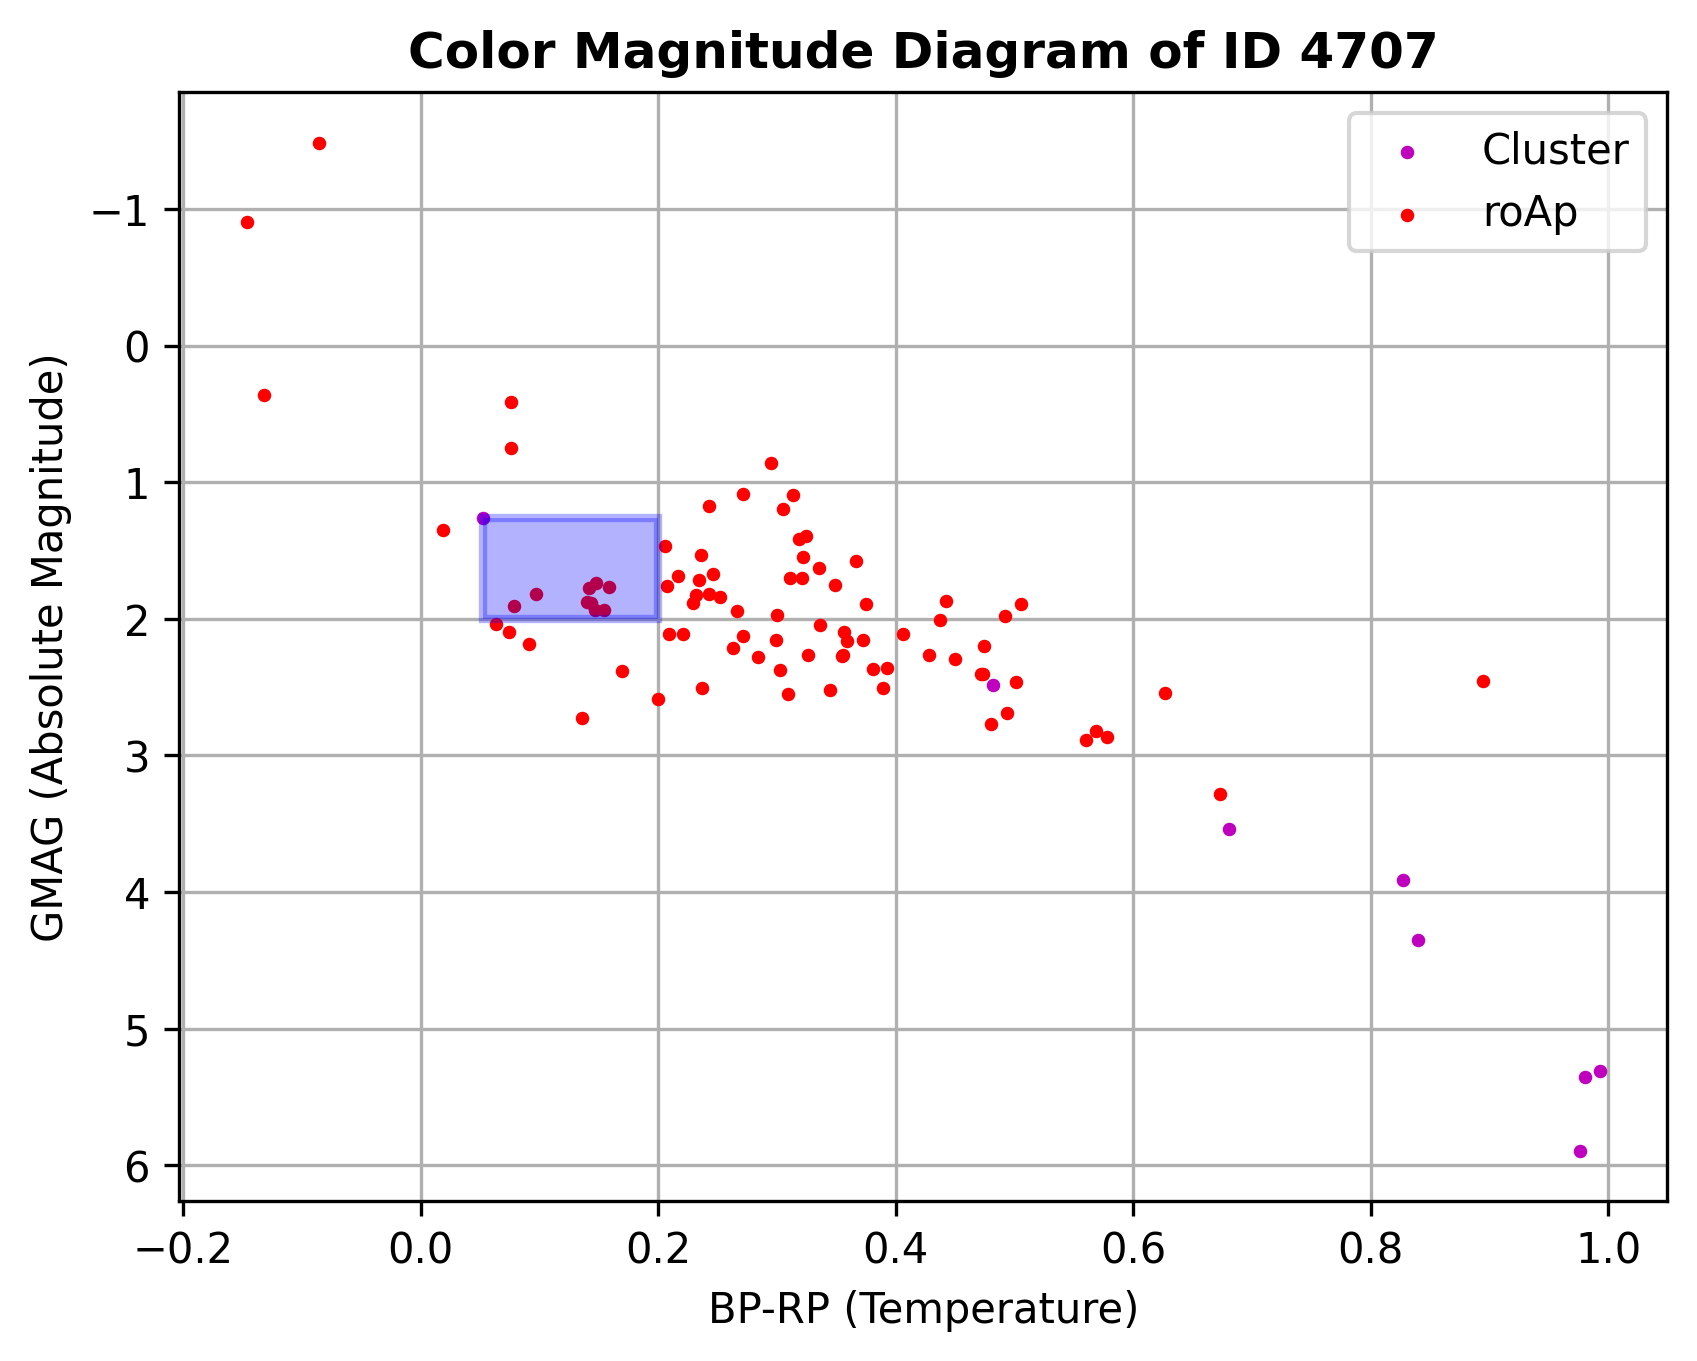 Color Magnitude Diagram of ID 4707
Cluster
roAp
GMAG (Absolute Magnitude)
−1
0
1
2
3
4
5
6
−0.2 0.0 0.2 0.4 0.6 0.8 1.0
BP-RP (Temperature)